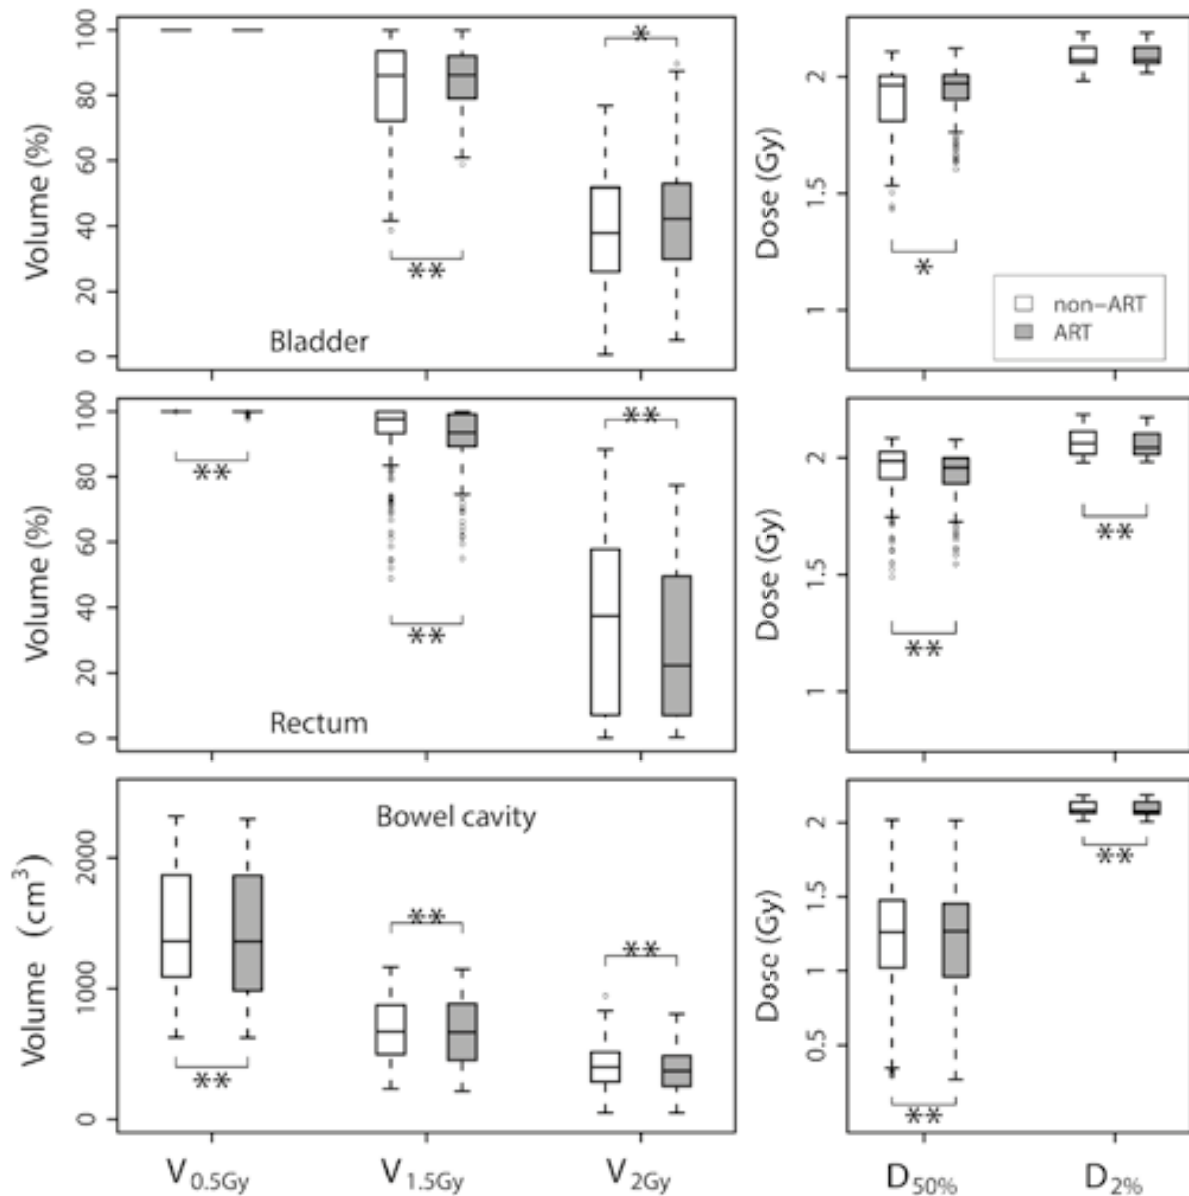 Volume (%)
0 20 40 60 80 100
*
**
Bladder
Dose (Gy)
1 1.5 2
*
non-ART
ART
Volume (%)
0 20 40 60 80 100
**
**
**
Rectum
Dose (Gy)
1 1.5 2
**
**
Volume (cm³)
0 1000 2000
Bowel cavity
**
**
**
Dose (Gy)
0.5 1 1.5 2
**
**
V0.5Gy V1.5Gy V2Gy D50% D2%